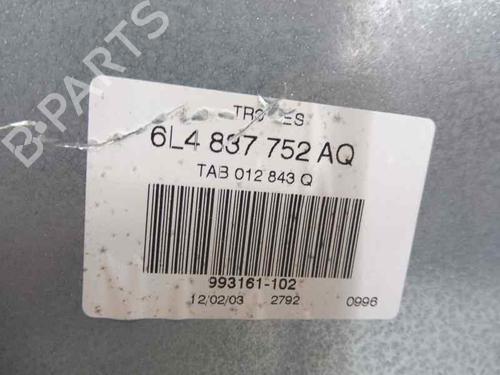 B-PARTS
6L4 837 752 AQ
TAB 012 843 Q
993161-102
12/02/03 2792 0996